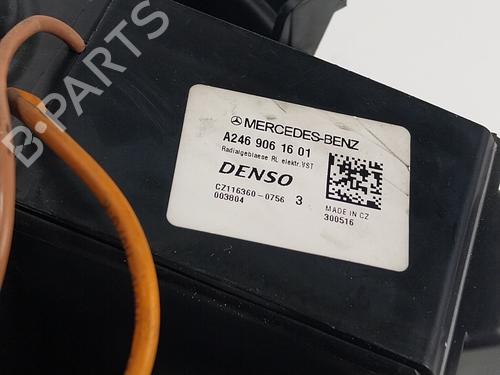 B-PARTS
MERCEDES-BENZ
A246 906 16 01
Radialgeblaese RL elektr.VST
DENSO
CZ116360-0756 3
003804
MADE IN CZ
300516